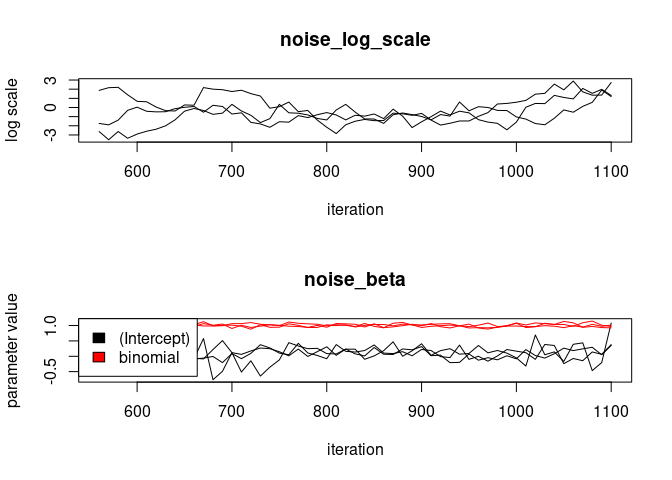 noise_log_scale
log scale
3
0
-3
600 700 800 900 1000 1100
iteration
noise_beta
parameter value
1.0
-0.5
(Intercept)
binomial
600 700 800 900 1000 1100
iteration